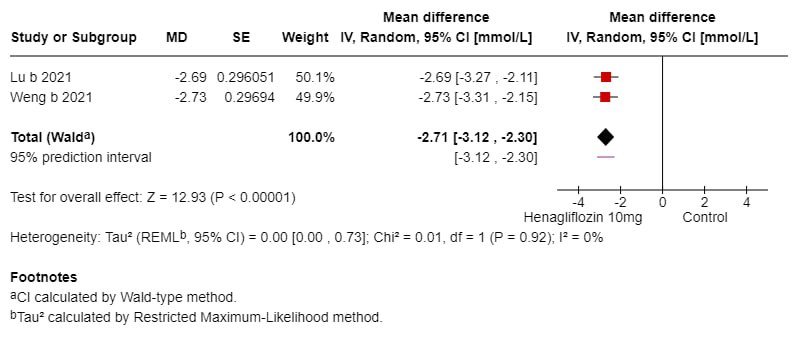 Mean difference Mean difference
Study or Subgroup MD SE Weight IV, Random, 95% CI [mmol/L] IV, Random, 95% CI [mmol/L]
Lu b 2021 -2.69 0.296051 50.1% -2.69 [-3.27 , -2.11]
Weng b 2021 -2.73 0.29694 49.9% -2.73 [-3.31 , -2.15]
Total (Waldᵃ) 100.0% -2.71 [-3.12 , -2.30]
95% prediction interval [-3.12 , -2.30]
Test for overall effect: Z = 12.93 (P < 0.00001)
-4 -2 0 2 4
Henagliflozin 10mg Control
Heterogeneity: Tau² (REMLᵇ, 95% CI) = 0.00 [0.00 , 0.73]; Chi² = 0.01, df = 1 (P = 0.92); I² = 0%
Footnotes
ᵃCI calculated by Wald-type method.
ᵇTau² calculated by Restricted Maximum-Likelihood method.